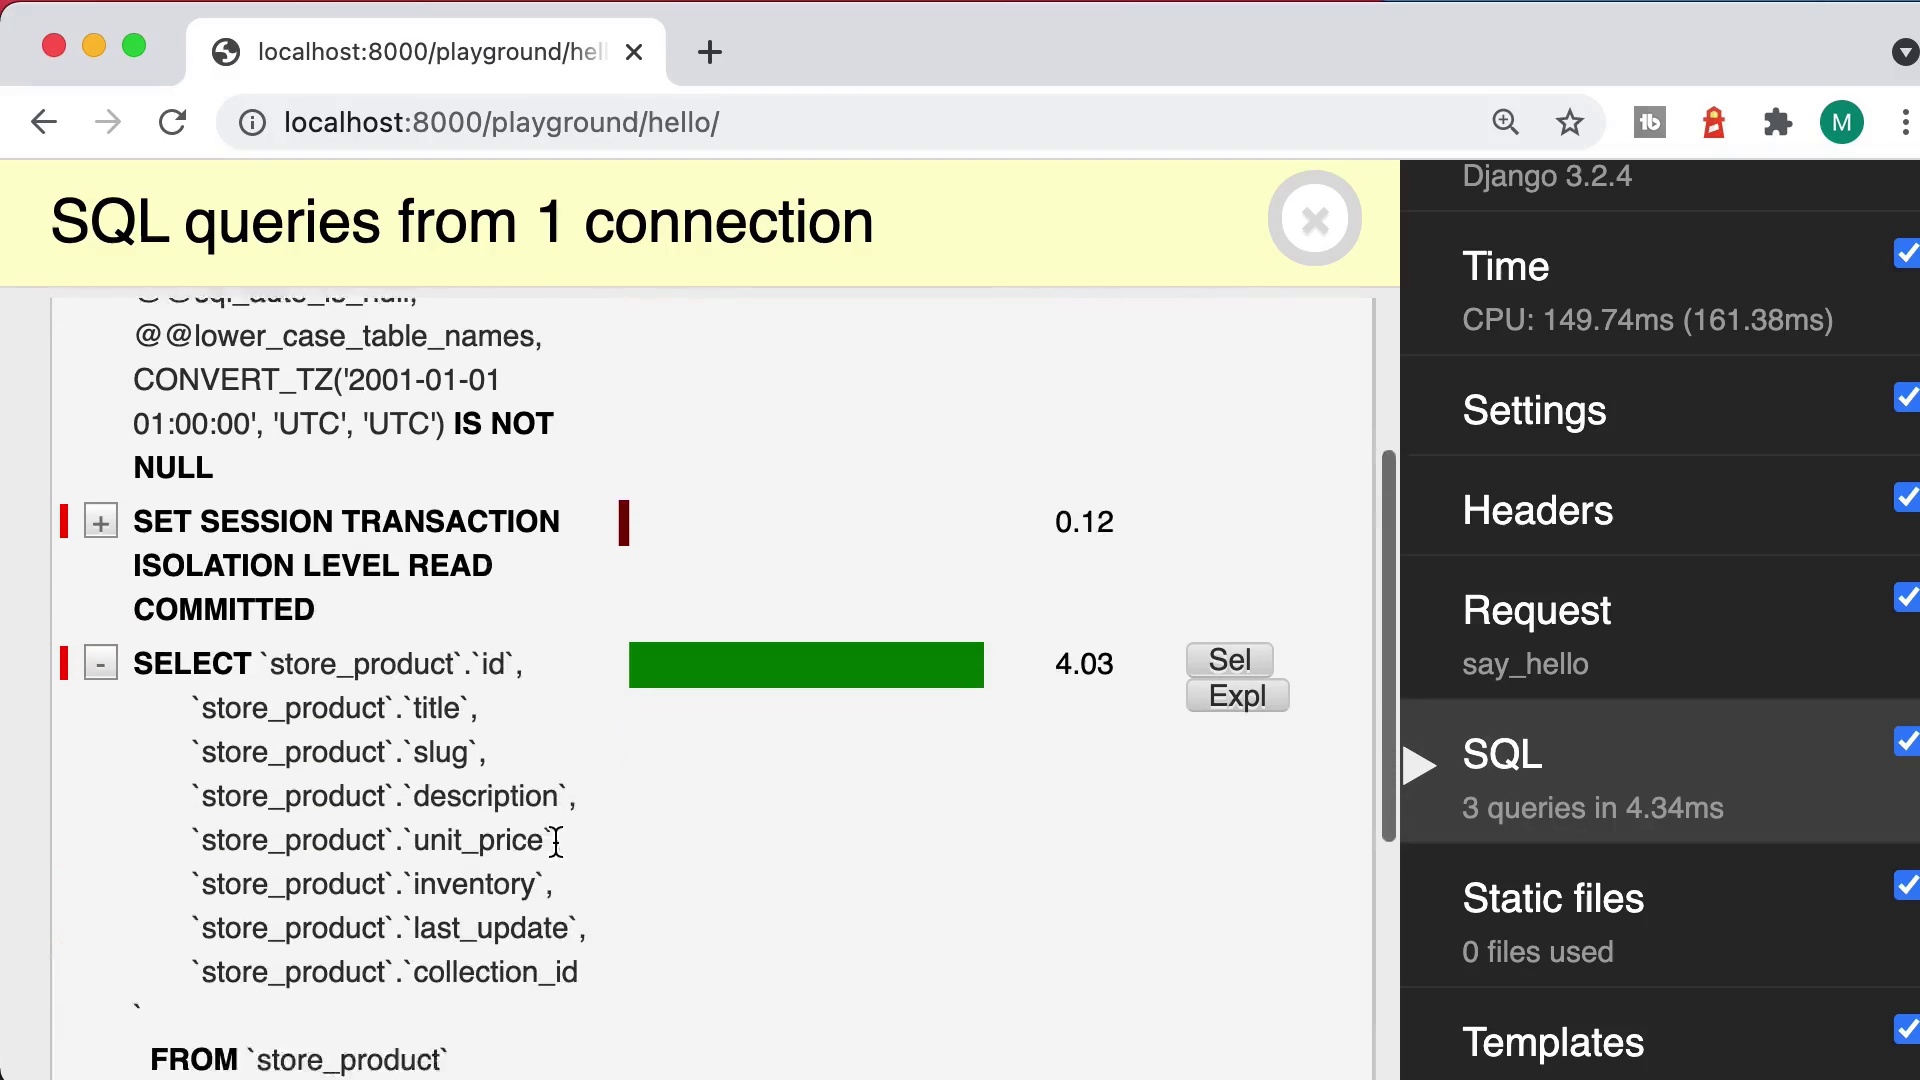 localhost:8000/playground/hel
localhost:8000/playground/hello/
M
SQL queries from 1 connection
@@sql_auto_is_null,
@@lower_case_table_names,
CONVERT_TZ('2001-01-01
01:00:00', 'UTC', 'UTC') IS NOT
NULL
+ SET SESSION TRANSACTION 0.12
ISOLATION LEVEL READ
COMMITTED
- SELECT `store_product`.`id`, 4.03 Sel
Expl
`store_product`.`title`,
`store_product`.`slug`,
`store_product`.`description`,
`store_product`.`unit_price`
`store_product`.`inventory`,
`store_product`.`last_update`,
`store_product`.`collection_id
`
FROM `store_product`
Django 3.2.4
Time
CPU: 149.74ms (161.38ms)
Settings
Headers
Request
say_hello
SQL
3 queries in 4.34ms
Static files
0 files used
Templates